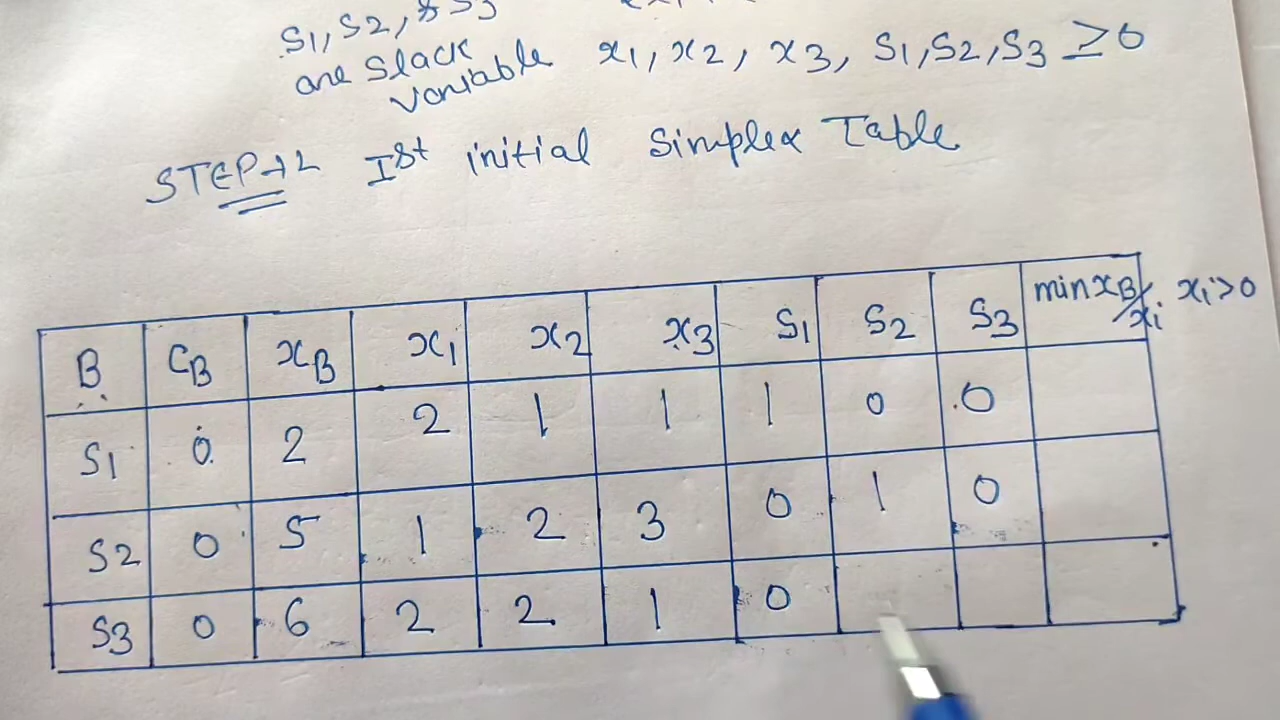 S1, S2, & S3
are Slack
variable x1, x2, x3, S1, S2, S3 ≥ 0
STEP-2 Ist initial Simplex Table
B CB xB x1 x2 x3 S1 S2 S3 min xB/xi xi>0
S1 0 2 2 1 1 1 0 0
S2 0 5 1 2 3 0 1 0
S3 0 6 2 2 1 0